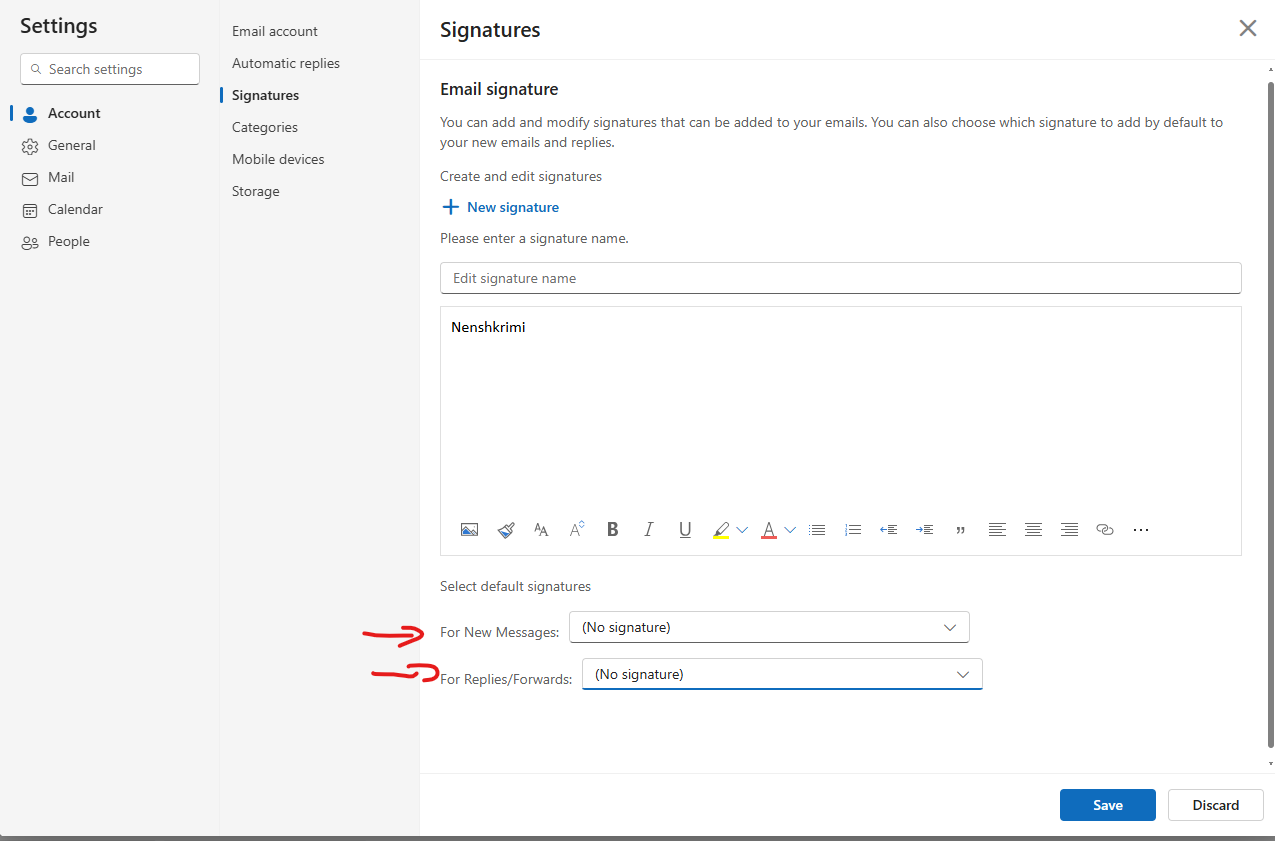 Settings
Search settings
Account
General
Mail
Calendar
People
Email account
Automatic replies
Signatures
Categories
Mobile devices
Storage
Signatures
Email signature
You can add and modify signatures that can be added to your emails. You can also choose which signature to add by default to
your new emails and replies.
Create and edit signatures
New signature
Please enter a signature name.
Edit signature name
Nenshkrimi
Select default signatures
For New Messages: (No signature)
For Replies/Forwards: (No signature)
Save Discard